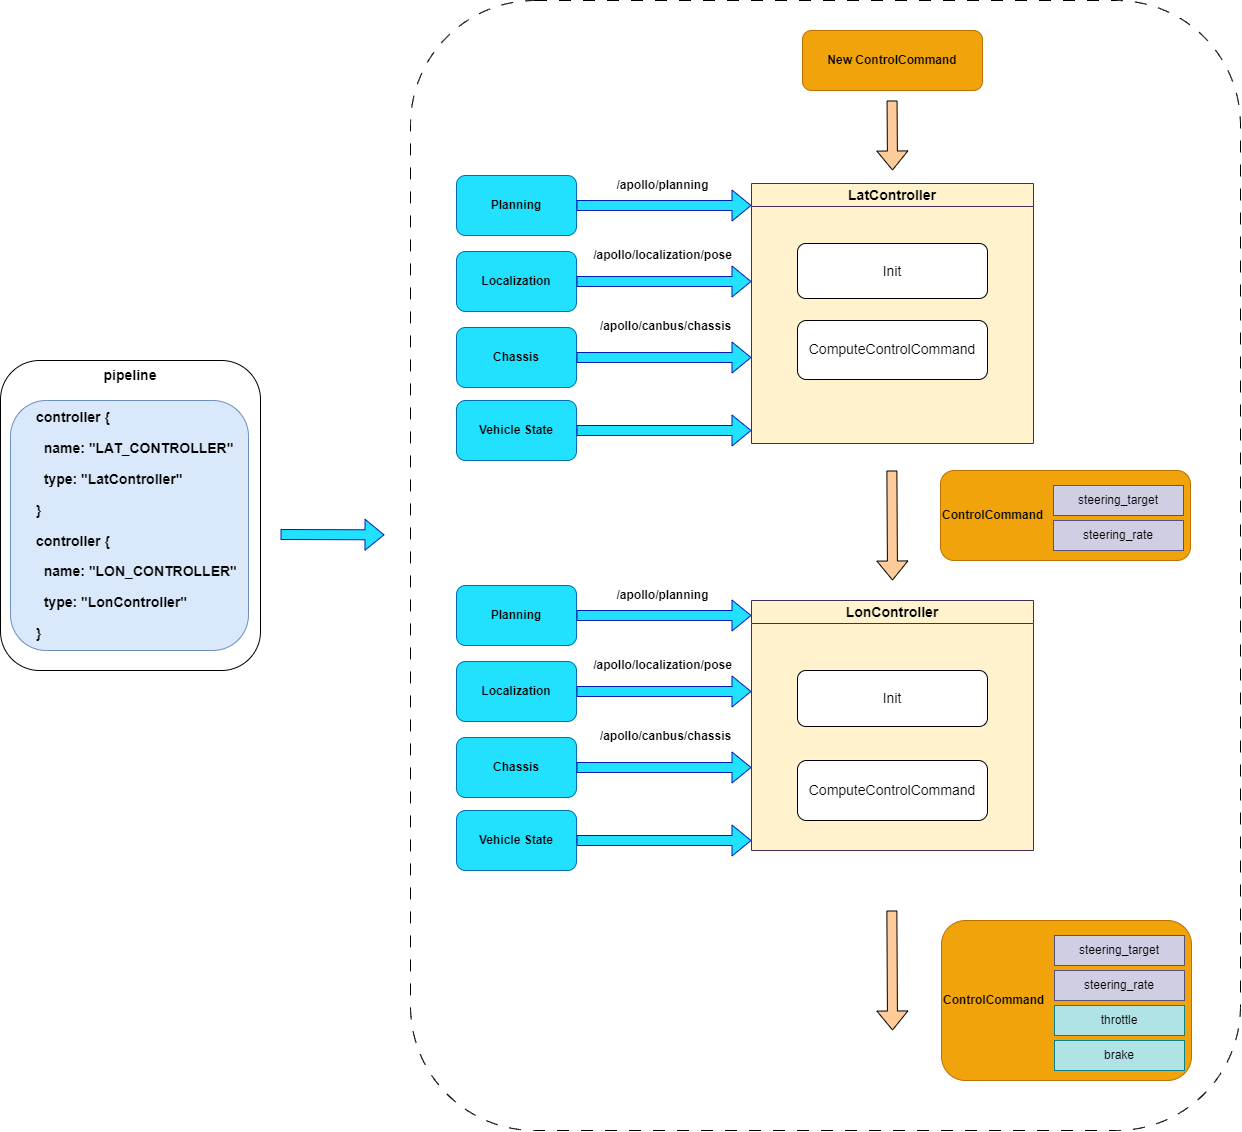 New ControlCommand
/apollo/planning
Planning
LatController
/apollo/localization/pose
Localization
Init
/apollo/canbus/chassis
Chassis
ComputeControlCommand
Vehicle State
pipeline
controller {
name: "LAT_CONTROLLER"
type: "LatController"
}
controller {
name: "LON_CONTROLLER"
type: "LonController"
}
ControlCommand
steering_target
steering_rate
/apollo/planning
Planning
LonController
/apollo/localization/pose
Localization
Init
/apollo/canbus/chassis
Chassis
ComputeControlCommand
Vehicle State
ControlCommand
steering_target
steering_rate
throttle
brake